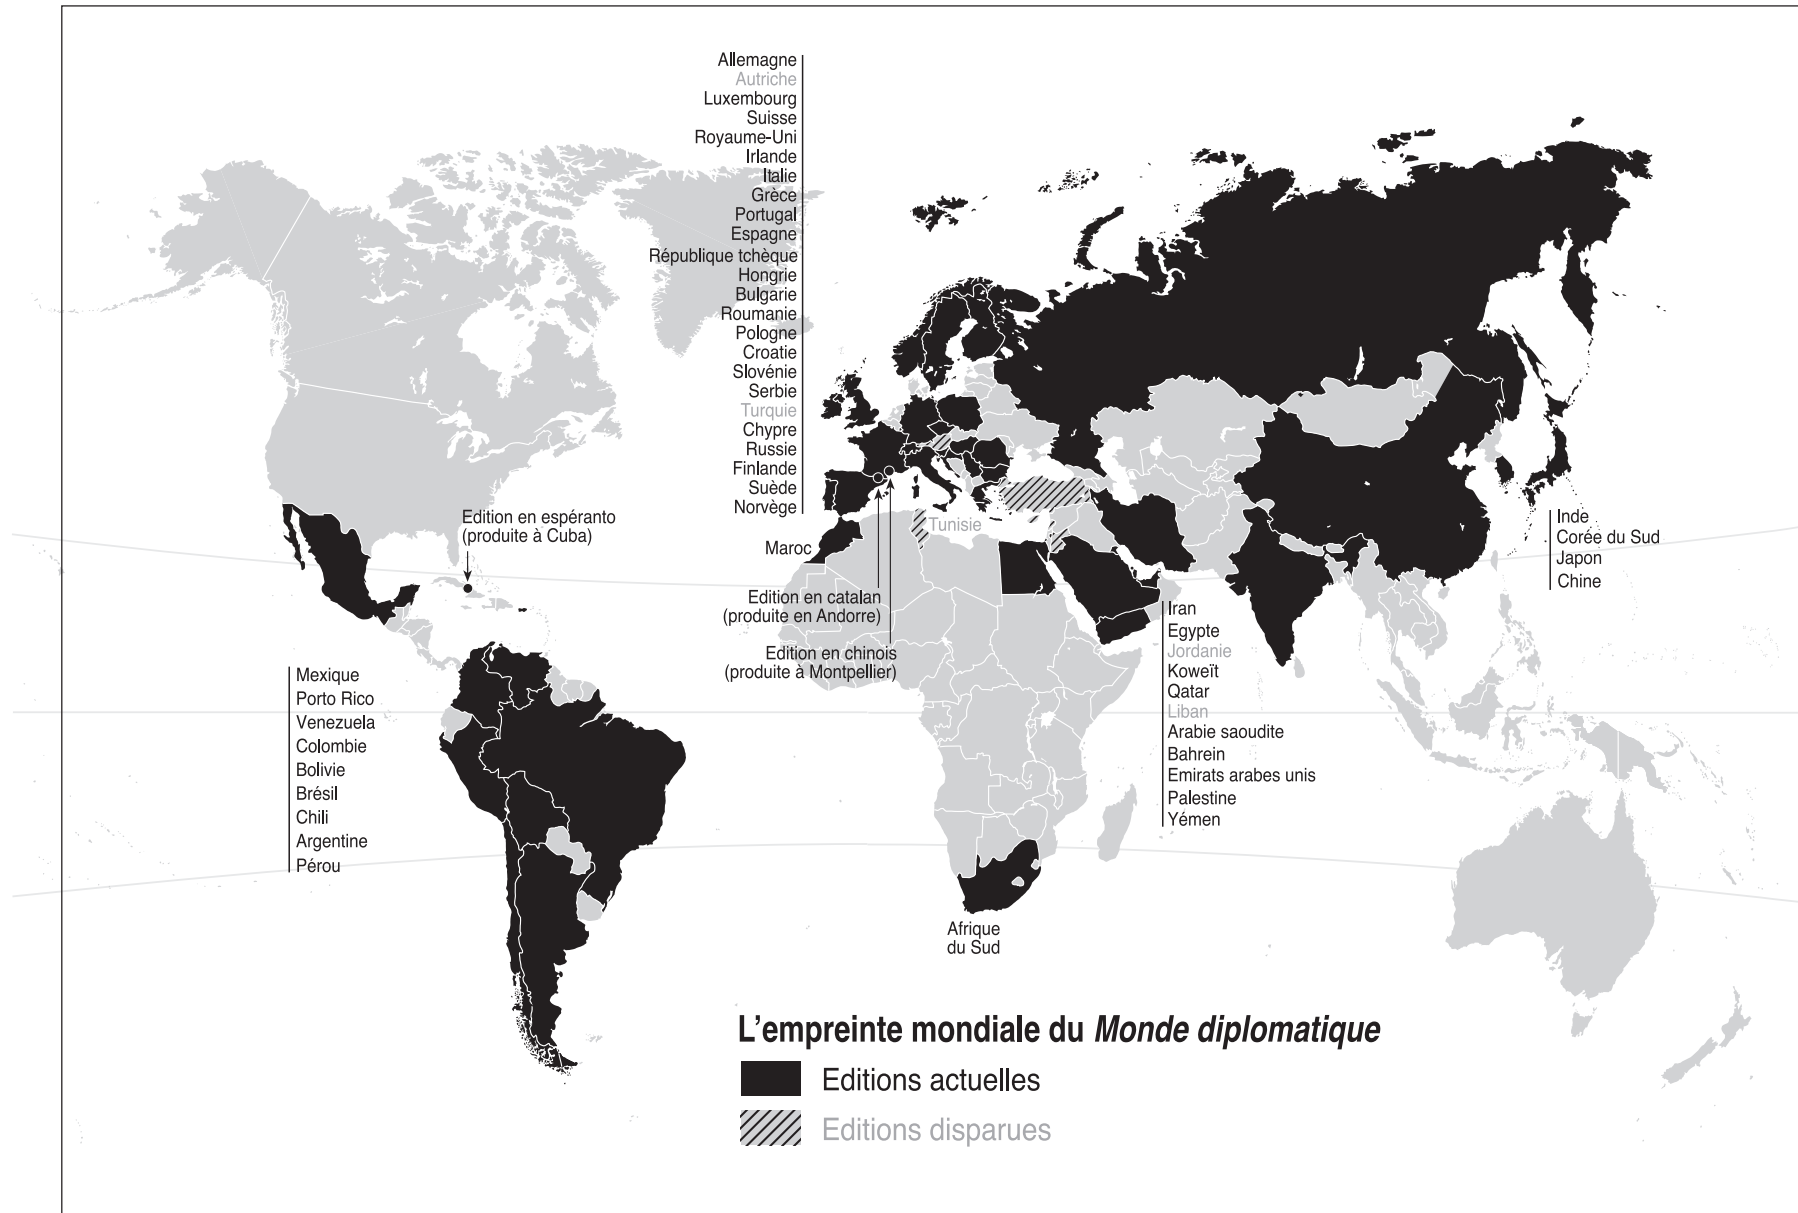 Allemagne
Autriche
Luxembourg
Suisse
Royaume-Uni
Irlande
Italie
Grèce
Portugal
Espagne
République tchèque
Hongrie
Bulgarie
Roumanie
Pologne
Croatie
Slovénie
Serbie
Turquie
Chypre
Russie
Finlande
Suède
Norvège
Edition en espéranto
(produite à Cuba)
Tunisie
Maroc
Edition en catalan
(produite en Andorre)
Edition en chinois
(produite à Montpellier)
Inde
Corée du Sud
Japon
Chine
Iran
Egypte
Jordanie
Koweït
Qatar
Liban
Arabie saoudite
Bahrein
Emirats arabes unis
Palestine
Yémen
Mexique
Porto Rico
Venezuela
Colombie
Bolivie
Brésil
Chili
Argentine
Pérou
Afrique
du Sud
L'empreinte mondiale du Monde diplomatique
Editions actuelles
Editions disparues